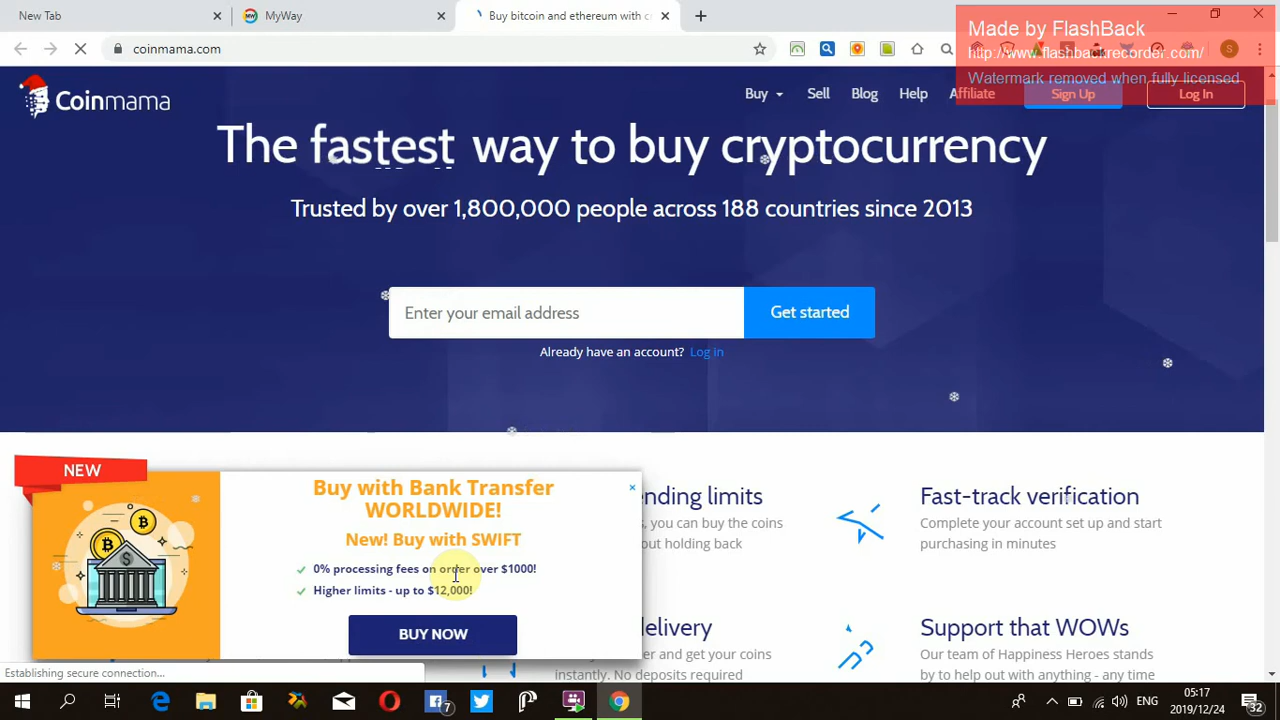 New Tab
MyWay
Buy bitcoin and ethereum with c
Made by FlashBack
http://www.flashbackrecorder.com/
Watermark removed when fully licensed
coinmama.com
S
Coinmama
Buy
Sell
Blog
Help
Affiliate
Sign Up
Log In
The fastest way to buy cryptocurrency
Trusted by over 1,800,000 people across 188 countries since 2013
Enter your email address
Get started
Already have an account? Log in
NEW
Buy with Bank Transfer
WORLDWIDE!
New! Buy with SWIFT
0% processing fees on order over $1000!
Higher limits - up to $12,000!
BUY NOW
ending limits
, you can buy the coins
out holding back
Fast-track verification
Complete your account set up and start
purchasing in minutes
delivery
er and get your coins
instantly. No deposits required
Support that WOWs
Our team of Happiness Heroes stands
by to help out with anything - any time
Establishing secure connection...
7
ENG
05:17
2019/12/24
32